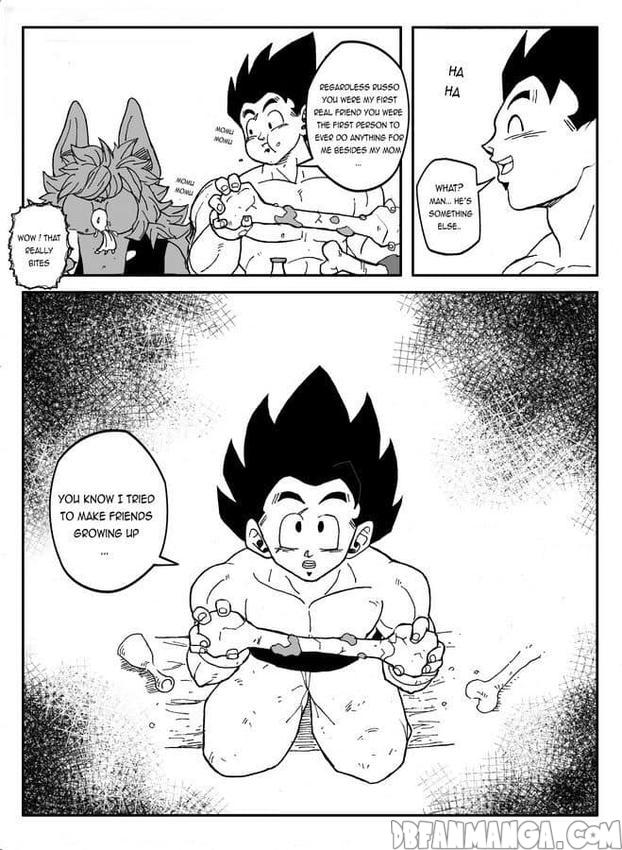 REGARDLESS RUSSO
YOU WERE MY FIRST
REAL FRIEND YOU WERE
THE FIRST PERSON TO
EVER DO ANYTHING FOR
ME BESIDES MY MOM
...
MOMU
MOMU
MOMU
MOMU
WOW ! THAT
REALLY
BITES
HA
HA
WHAT?
MAN... HE'S
SOMETHING
ELSE..
YOU KNOW I TRIED
TO MAKE FRIENDS
GROWING UP
...
DBFANMANGA.COM